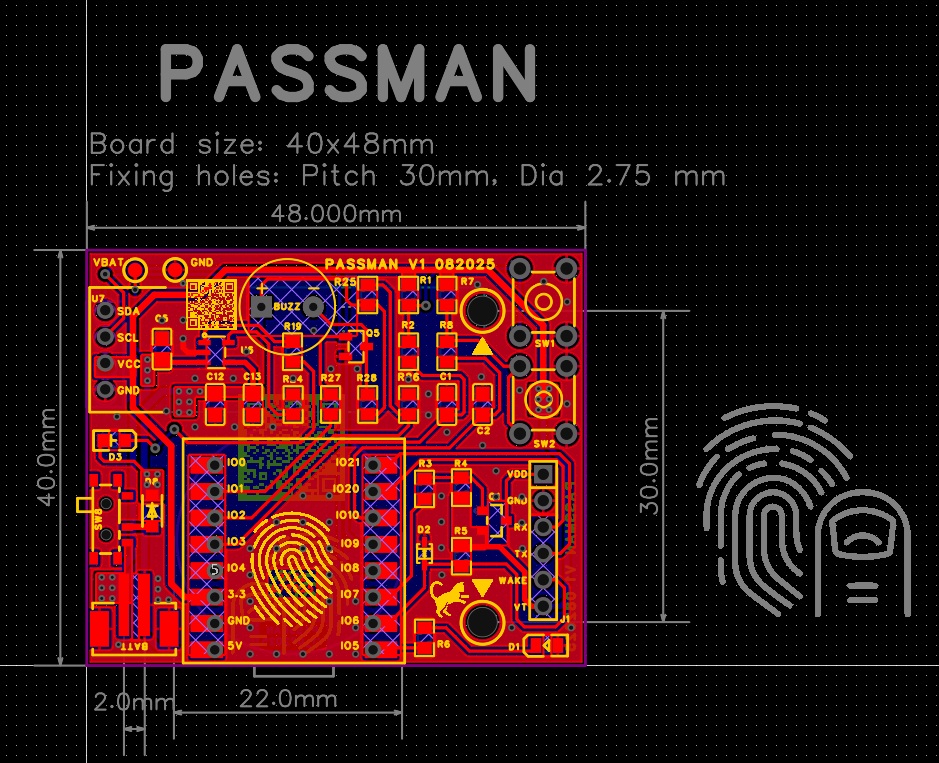 PASSMAN
Board size: 40x48mm
Fixing holes: Pitch 30mm, Dia 2.75 mm
48.000mm
VBAT GND PASSMAN V1 082025
U7 SDA SCL VCC GND
C5
+ BUZZ -
R25 R1 R7
R19 Q5 R2 R8
SW1
C12 C13 R27 R28 C1
C2
SW2
D3
40.0mm
30.0mm
IO0 IO21
IO1 IO20
IO2 IO10
IO3 IO9
IO4 IO8
3.3 IO7
GND IO6
5V IO5
5
R3 R4
D2 R5
VDD
GND
RX
TX
WAKE
VT
J1
R6 D1
BATT
2.0mm
22.0mm